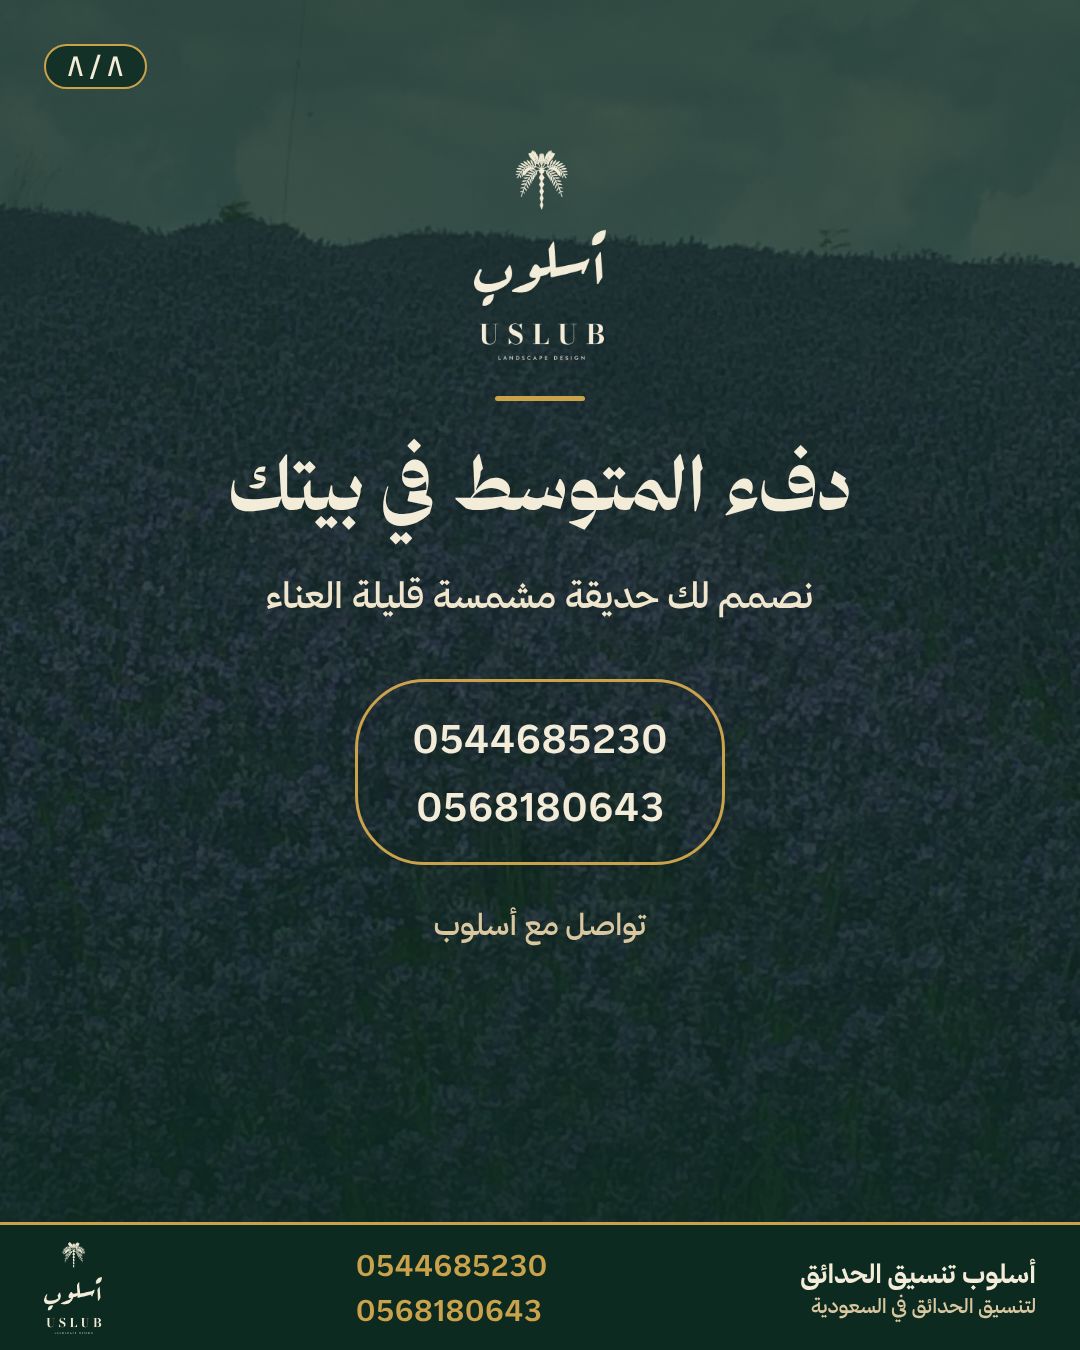 ٨/٨
أسلوب
USLUB
LANDSCAPE DESIGN
دفء المتوسط في بيتك
نصمم لك حديقة مشمسة قليلة العناء
0544685230
0568180643
تواصل مع أسلوب
أسلوب تنسيق الحدائق
لتنسيق الحدائق في السعودية
0544685230
0568180643
أسلوب
USLUB